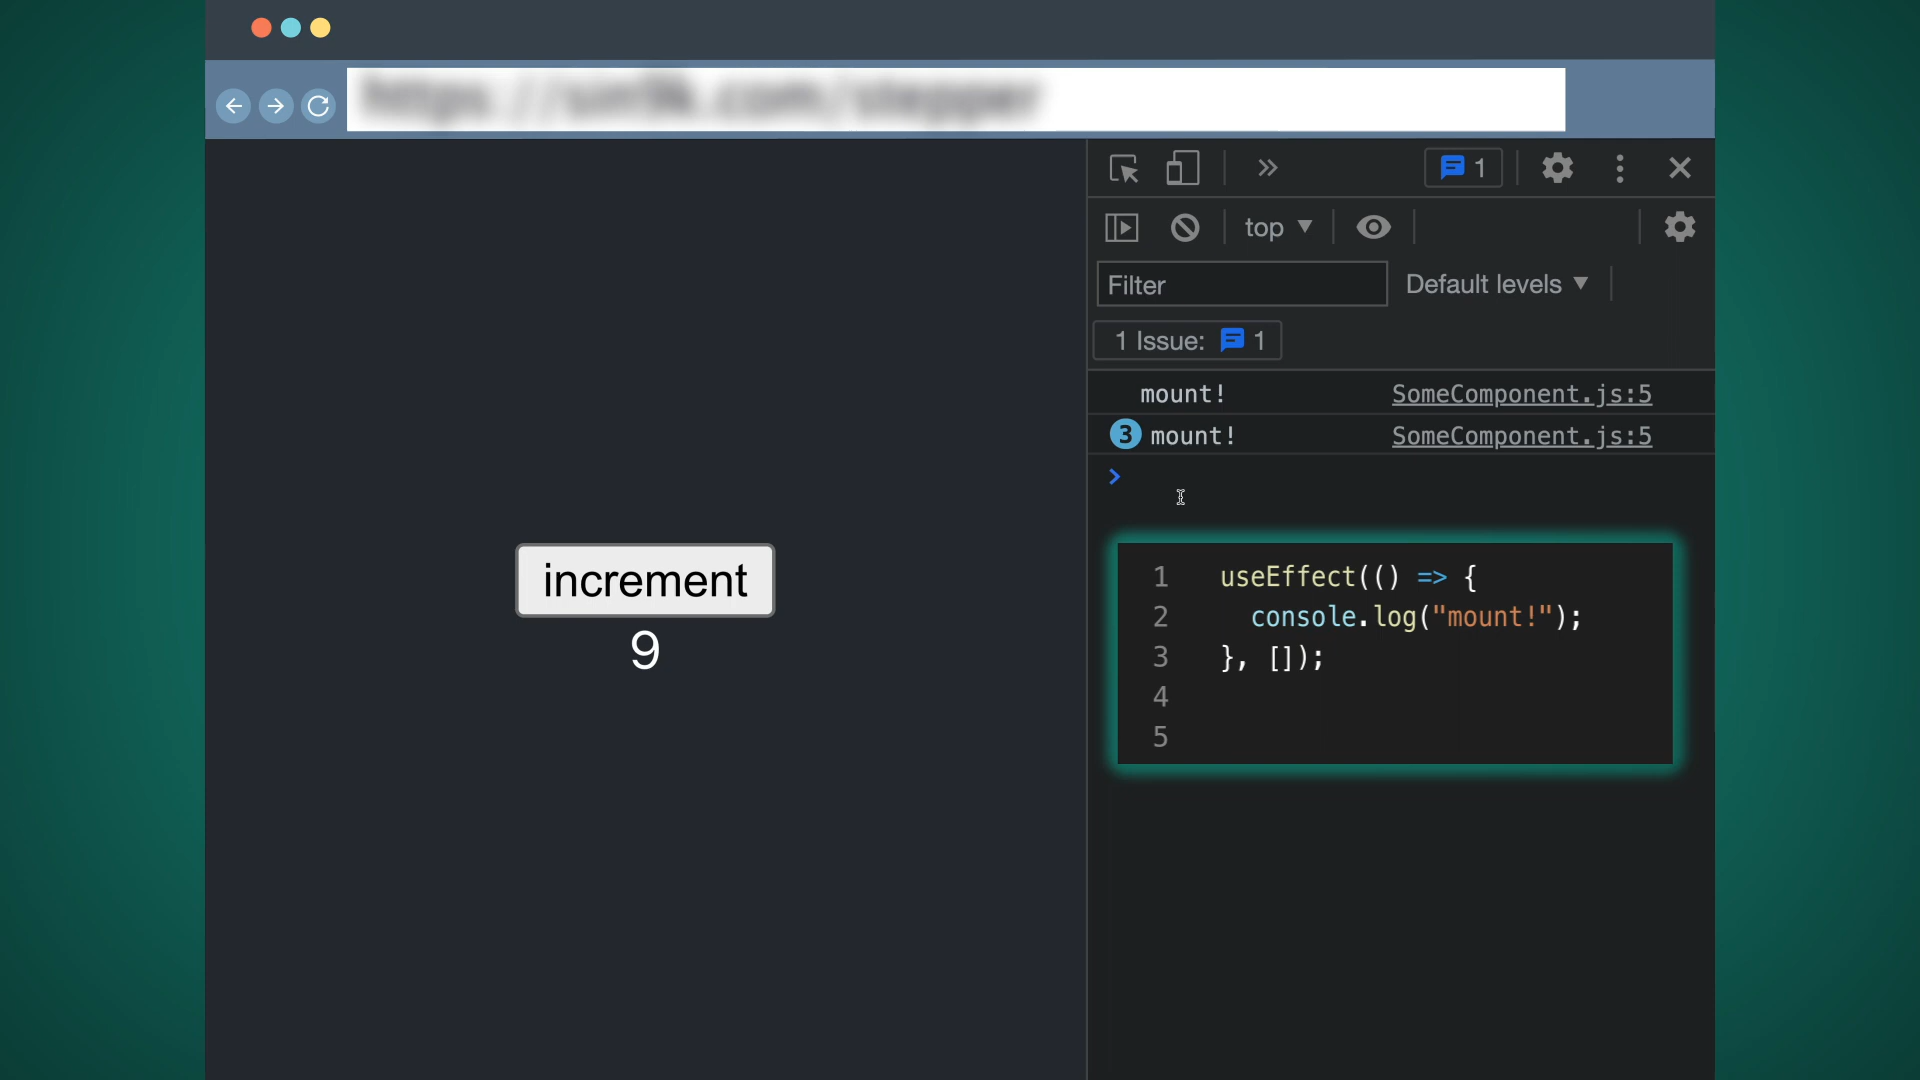 1
top
Filter
Default levels
1 Issue: 1
mount! SomeComponent.js:5
3 mount! SomeComponent.js:5
increment
9
1 useEffect(() => {
2 console.log("mount!");
3 }, []);
4
5